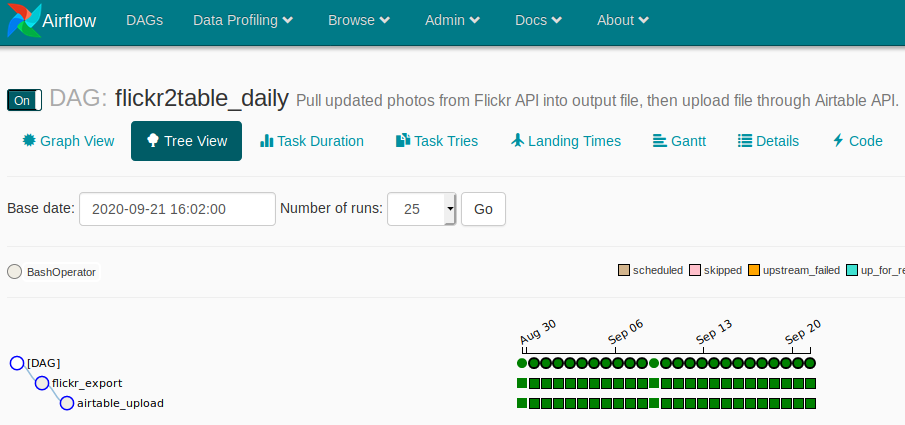 Airflow DAGs Data Profiling Browse Admin Docs About
On DAG: flickr2table_daily Pull updated photos from Flickr API into output file, then upload file through Airtable API.
Graph View Tree View Task Duration Task Tries Landing Times Gantt Details Code
Base date: 2020-09-21 16:02:00 Number of runs: 25 Go
BashOperator scheduled skipped upstream_failed up_for_re
Aug 30 Sep 06 Sep 13 Sep 20
[DAG]
flickr_export
airtable_upload